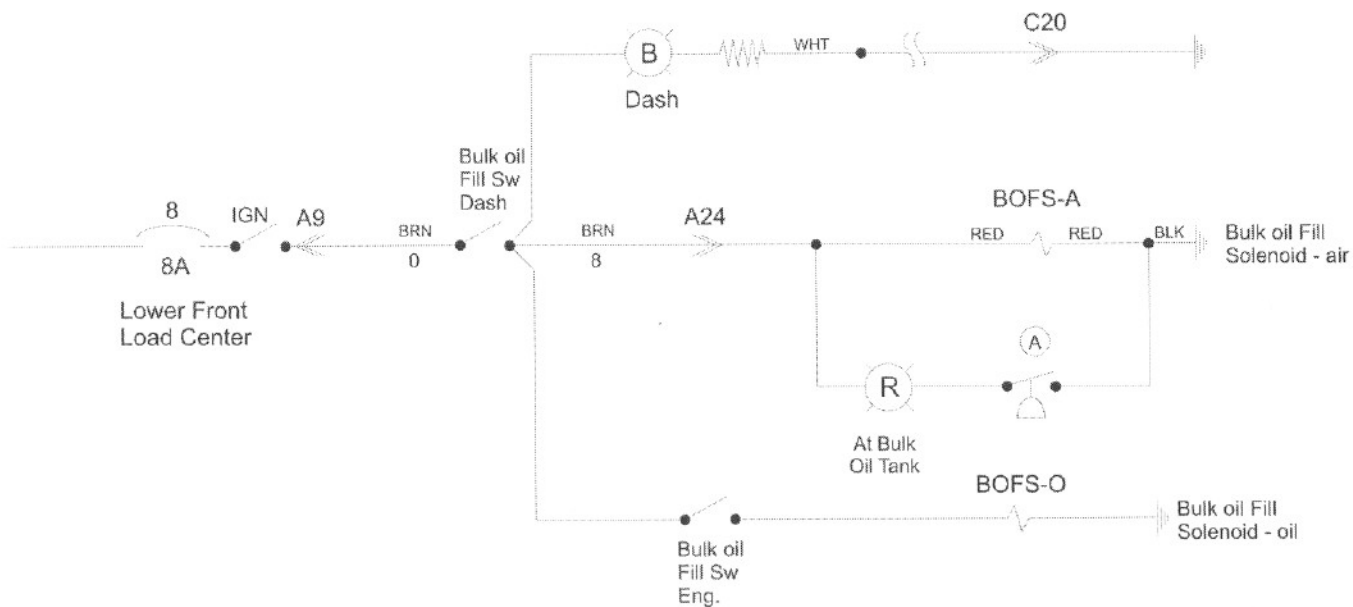 C20
B
WHT
Dash
Bulk oil
Fill Sw
Dash
8
IGN
A9
BRN
0
BRN
8
A24
BOFS-A
RED
RED
BLK
Bulk oil Fill
Solenoid - air
8A
Lower Front
Load Center
A
R
At Bulk
Oil Tank
BOFS-O
Bulk oil Fill
Solenoid - oil
Bulk oil
Fill Sw
Eng.